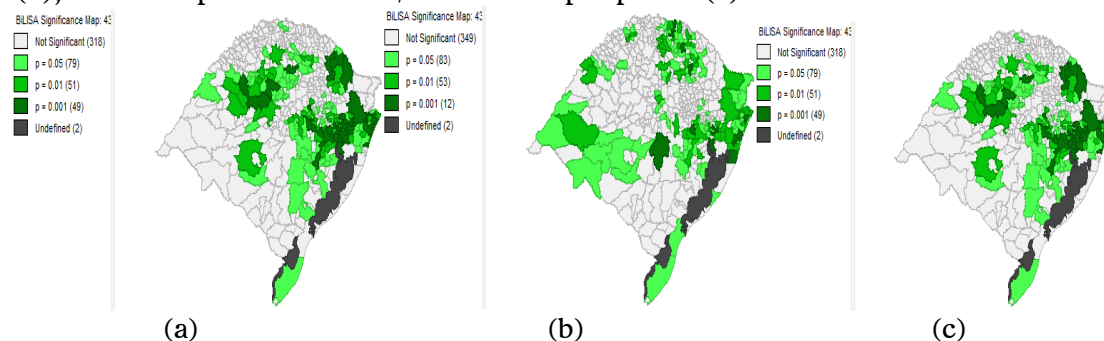 BiLISA Significance Map: 43
Not Significant (318)
p = 0.05 (79)
p = 0.01 (51)
p = 0.001 (49)
Undefined (2)
BiLISA Significance Map: 43
Not Significant (349)
p = 0.05 (83)
p = 0.01 (53)
p = 0.001 (12)
Undefined (2)
BiLISA Significance Map: 43
Not Significant (318)
p = 0.05 (79)
p = 0.01 (51)
p = 0.001 (49)
Undefined (2)
(a)
(b)
(c)